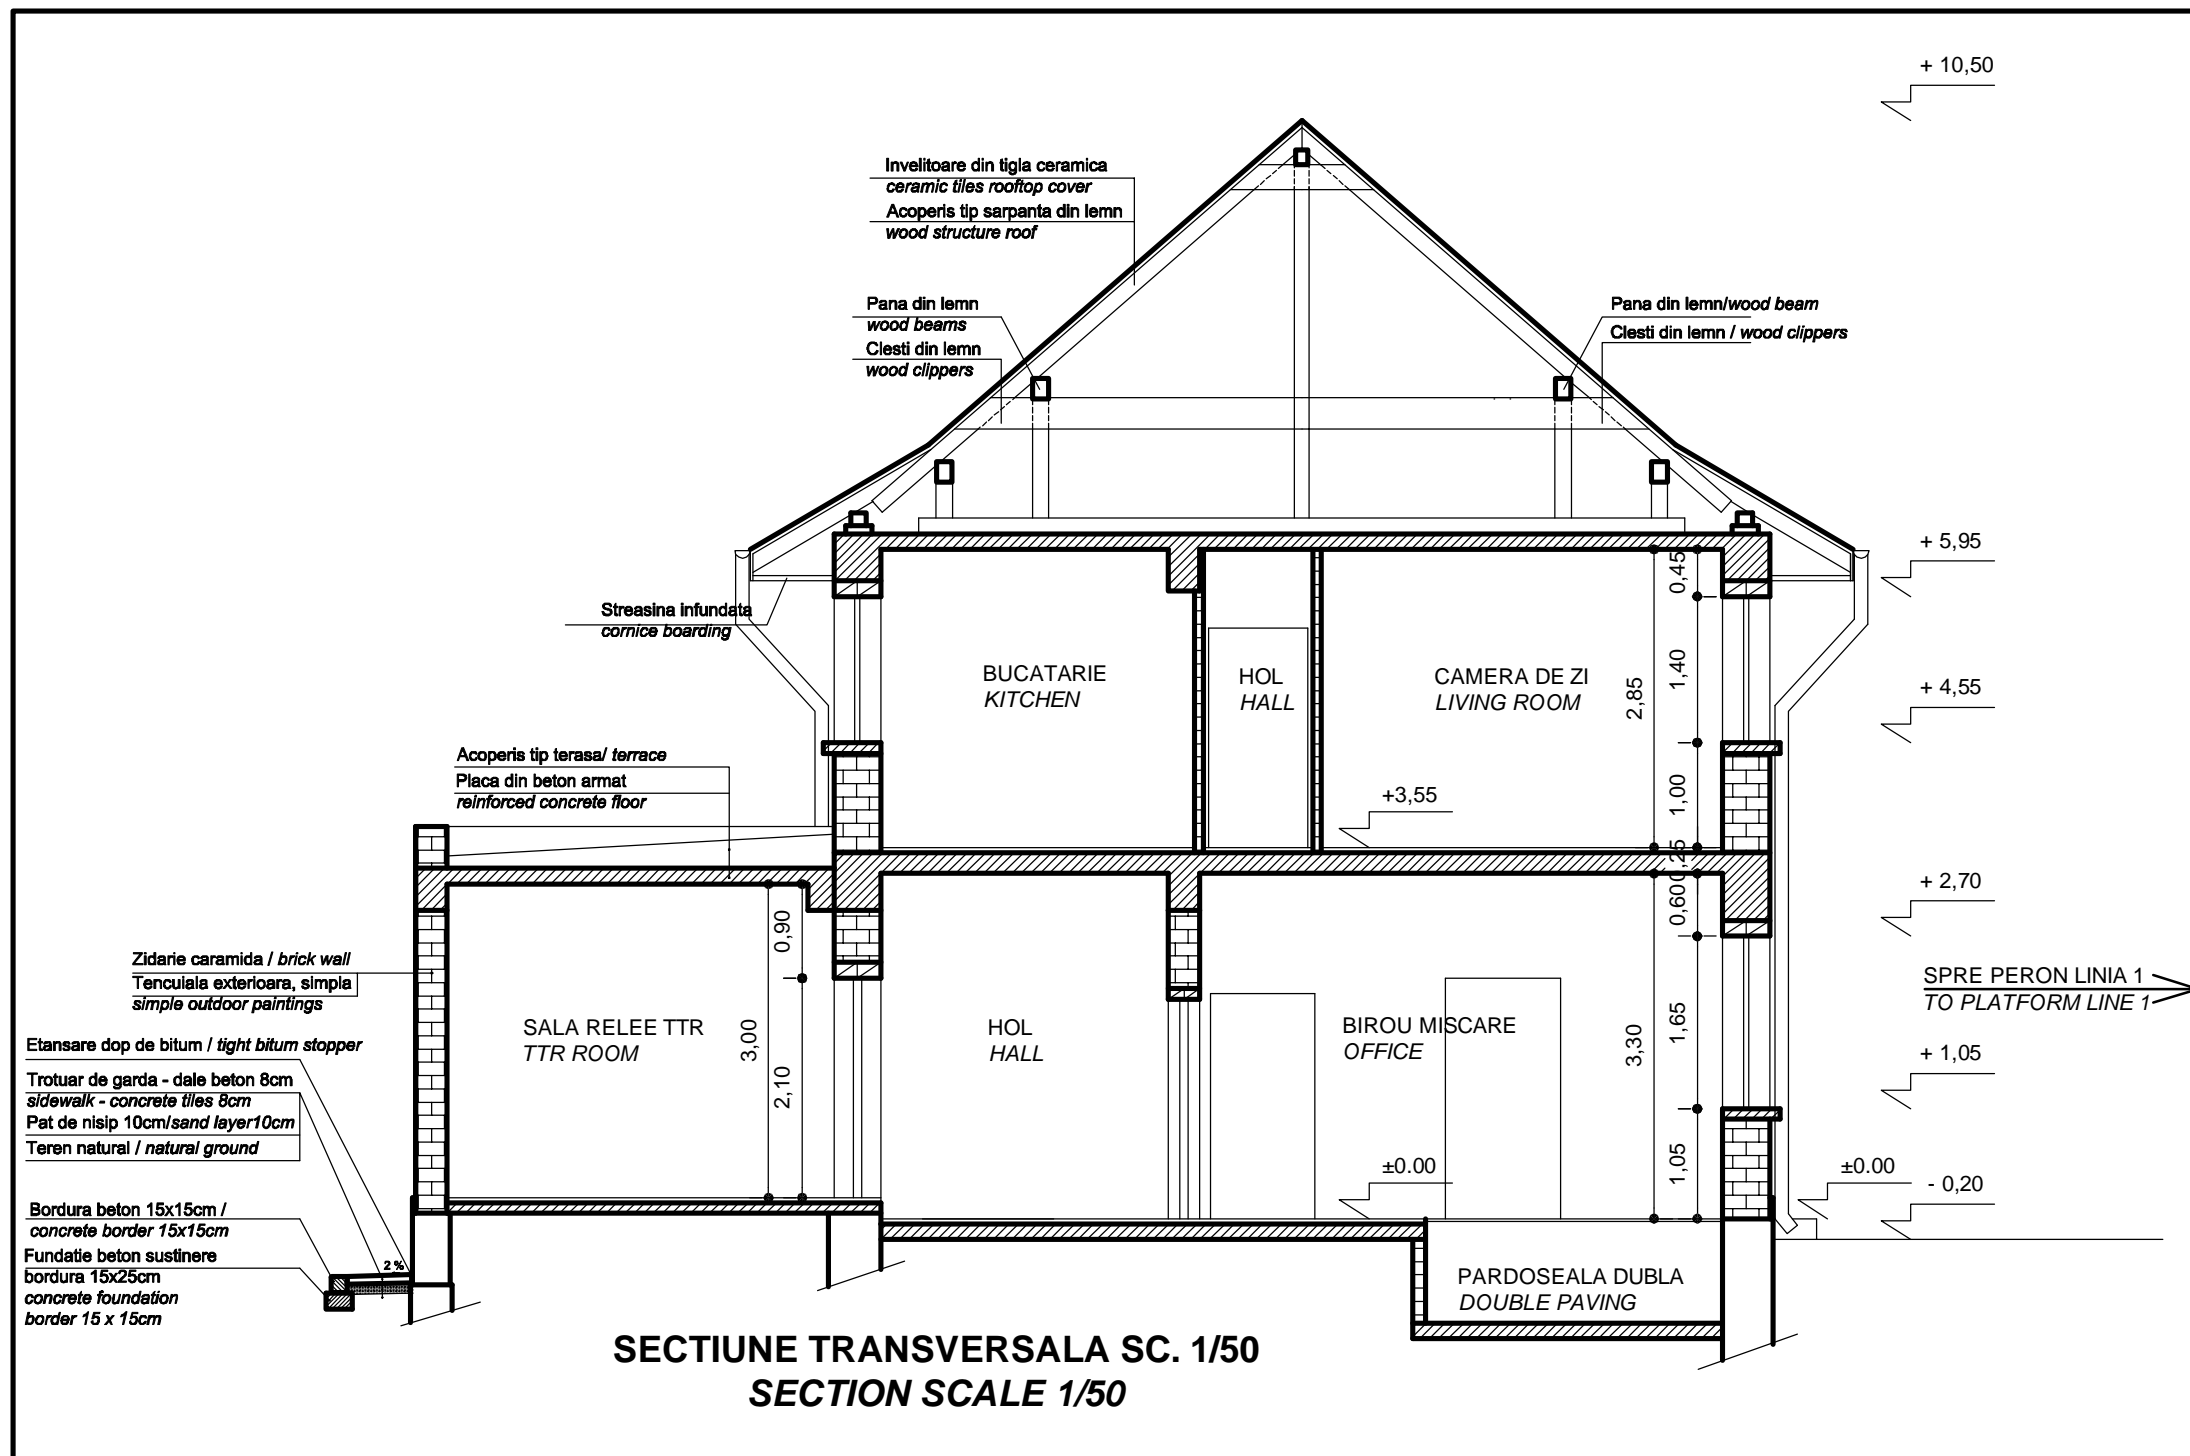 + 10,50
Invelitoare din tigla ceramica
ceramic tiles rooftop cover
Acoperis tip sarpanta din lemn
wood structure roof
Pana din lemn
wood beams
Clesti din lemn
wood clippers
Pana din lemn/wood beam
Clesti din lemn / wood clippers
+ 5,95
0,45
Streasina infundata
cornice boarding
BUCATARIE
KITCHEN
HOL
HALL
CAMERA DE ZI
LIVING ROOM
2,85
1,40
+ 4,55
Acoperis tip terasa/ terrace
Placa din beton armat
reinforced concrete floor
+3,55
1,00
0,25
0,60
+ 2,70
0,90
Zidarie caramida / brick wall
Tencuiala exterioara, simpla
simple outdoor paintings
SPRE PERON LINIA 1
TO PLATFORM LINE 1
SALA RELEE TTR
TTR ROOM
3,00
2,10
HOL
HALL
BIROU MISCARE
OFFICE
3,30
1,65
+ 1,05
Etansare dop de bitum / tight bitum stopper
Trotuar de garda - dale beton 8cm
sidewalk - concrete tiles 8cm
Pat de nisip 10cm/sand layer10cm
Teren natural / natural ground
±0.00
1,05
±0.00
- 0,20
Bordura beton 15x15cm /
concrete border 15x15cm
Fundatie beton sustinere
bordura 15x25cm
concrete foundation
border 15 x 15cm
2 %
PARDOSEALA DUBLA
DOUBLE PAVING
SECTIUNE TRANSVERSALA SC. 1/50
SECTION SCALE 1/50